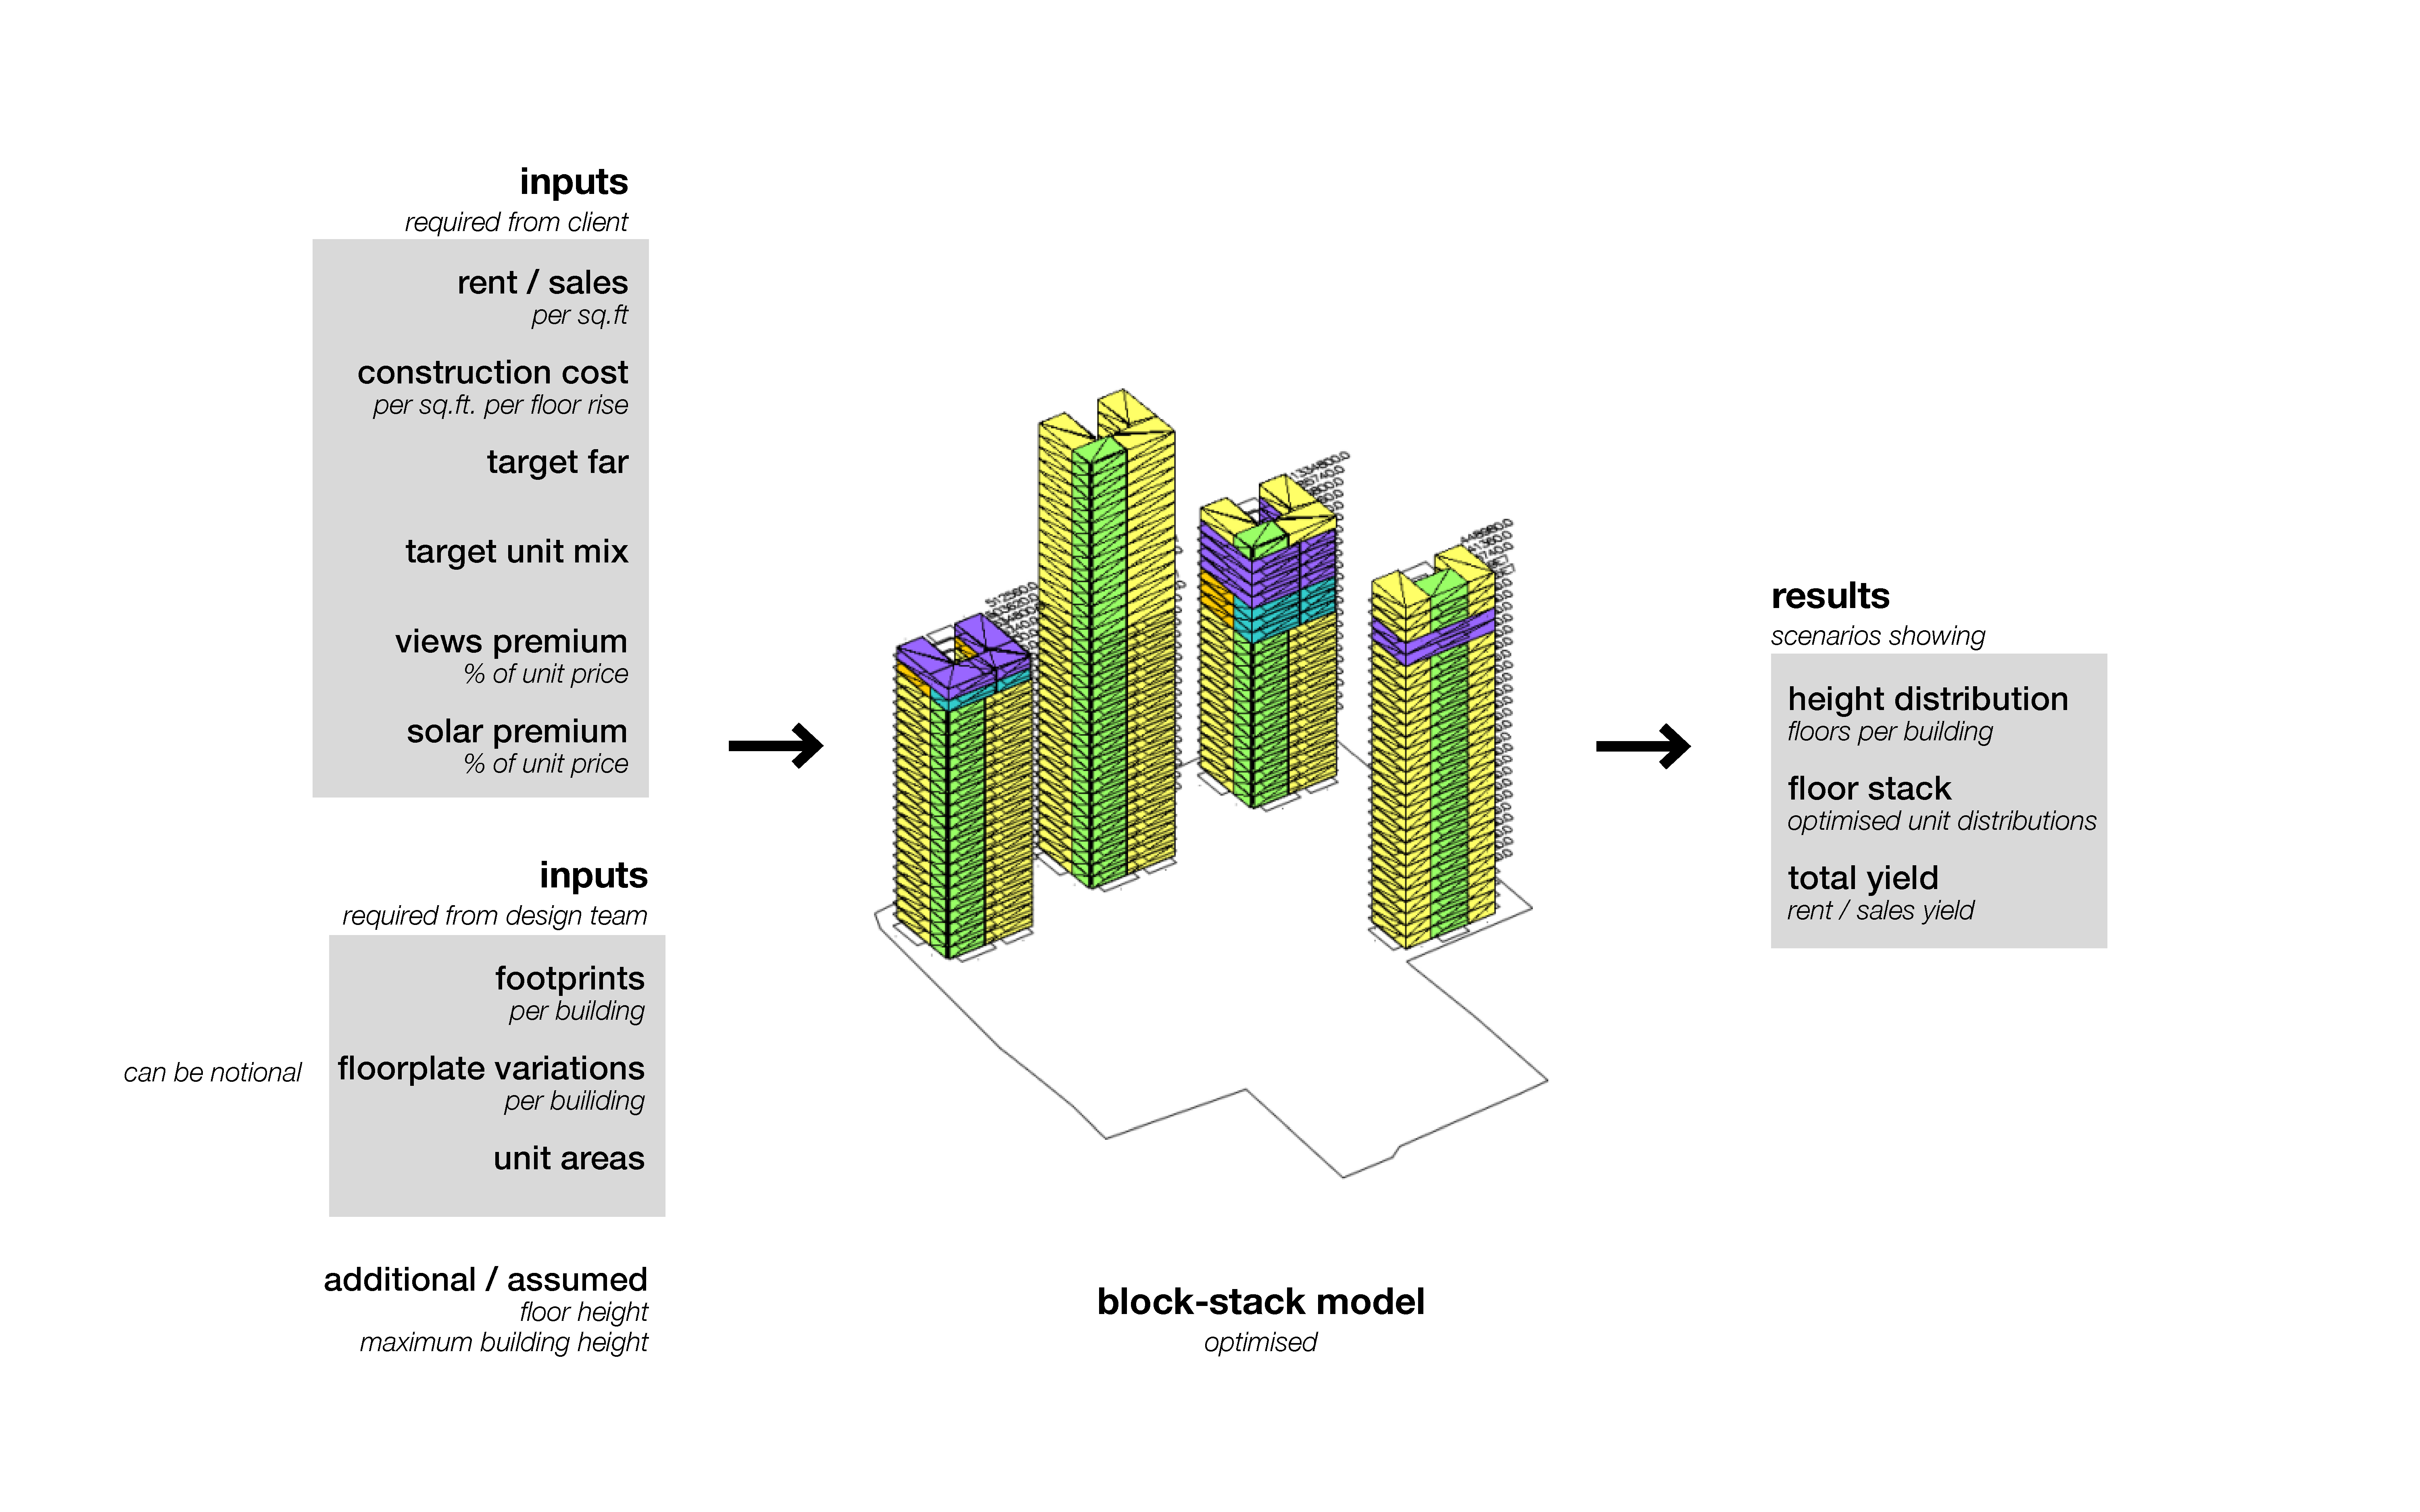 inputs
required from client
rent / sales
per sq.ft
construction cost
per sq.ft. per floor rise
target far
target unit mix
views premium
% of unit price
solar premium
% of unit price
inputs
required from design team
footprints
per building
can be notional
floorplate variations
per builiding
unit areas
additional / assumed
floor height
maximum building height
block-stack model
optimised
results
scenarios showing
height distribution
floors per building
floor stack
optimised unit distributions
total yield
rent / sales yield